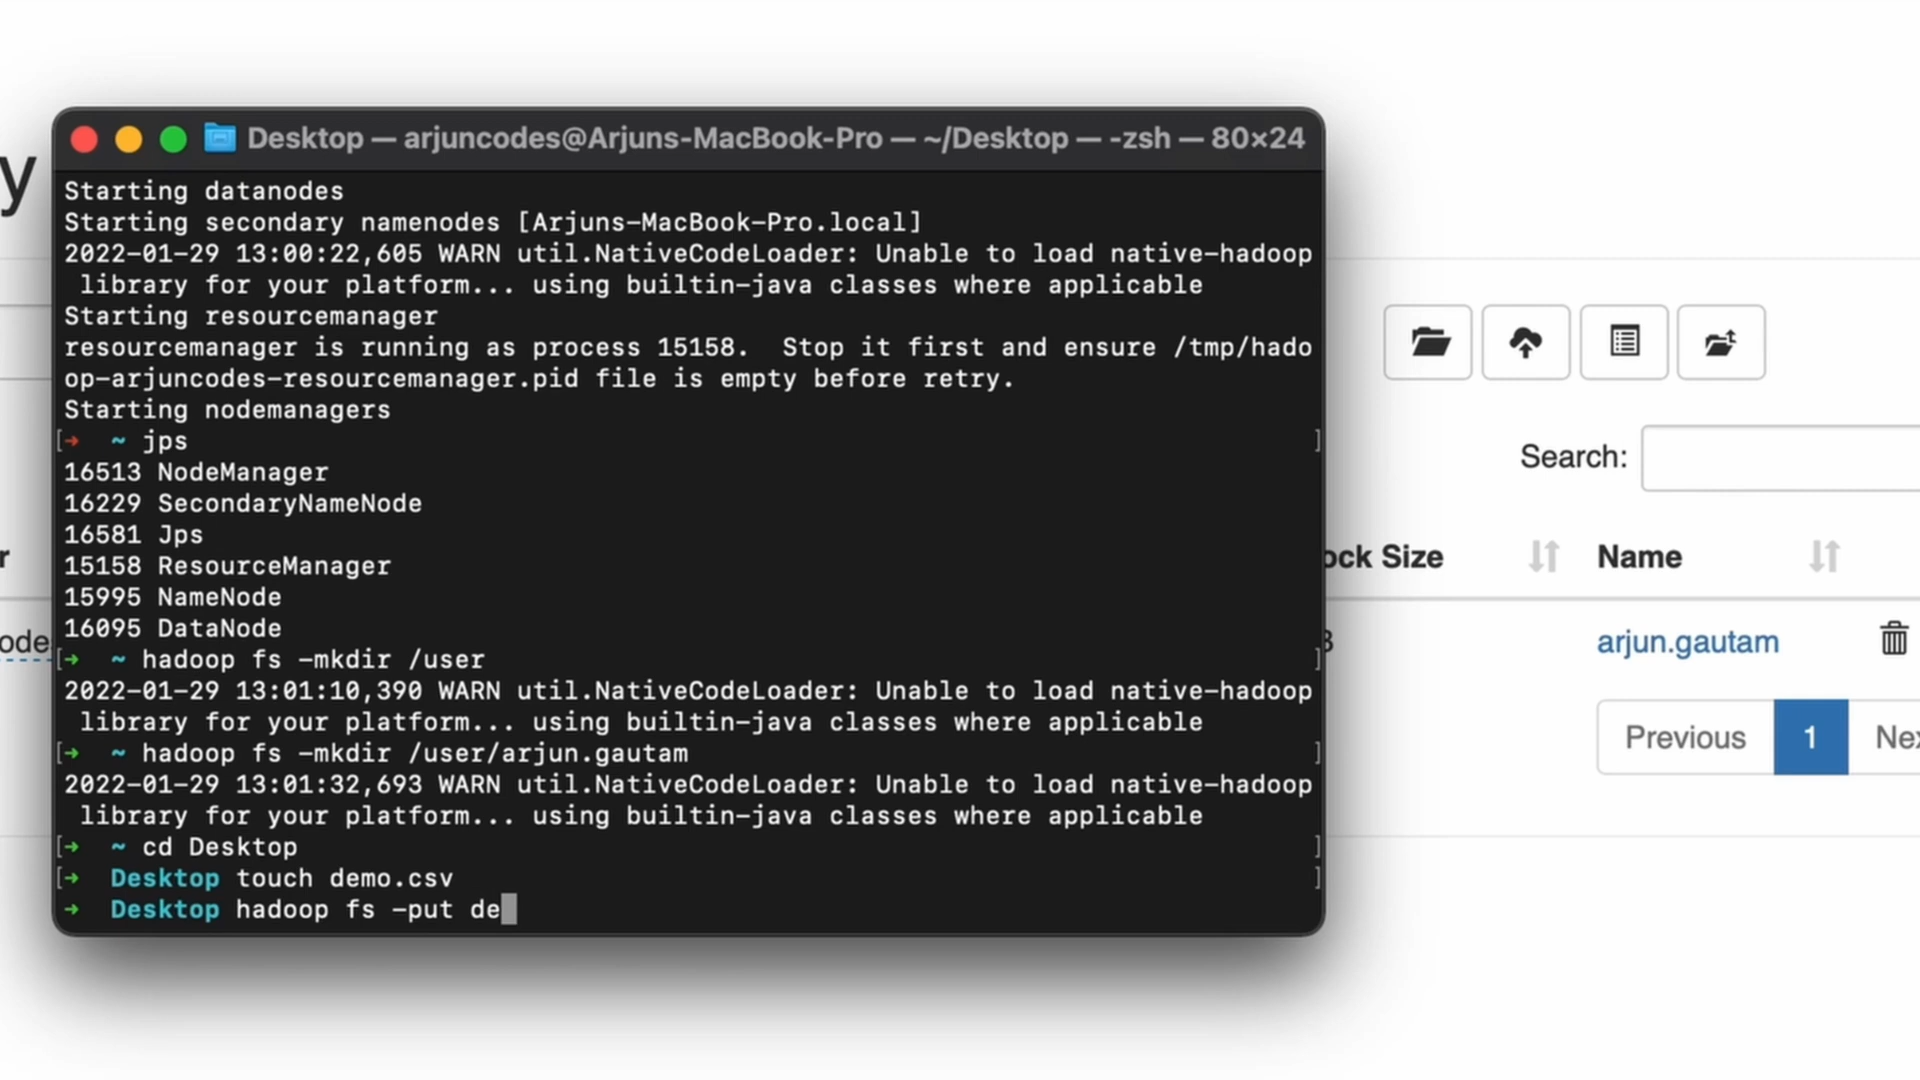 Desktop — arjuncodes@Arjuns-MacBook-Pro — ~/Desktop — -zsh — 80×24
Starting datanodes
Starting secondary namenodes [Arjuns-MacBook-Pro.local]
2022-01-29 13:00:22,605 WARN util.NativeCodeLoader: Unable to load native-hadoop
library for your platform... using builtin-java classes where applicable
Starting resourcemanager
resourcemanager is running as process 15158.  Stop it first and ensure /tmp/hado
op-arjuncodes-resourcemanager.pid file is empty before retry.
Starting nodemanagers
[➜  ~ jps ]
16513 NodeManager
16229 SecondaryNameNode
16581 Jps
15158 ResourceManager
15995 NameNode
16095 DataNode
[➜  ~ hadoop fs -mkdir /user ]
2022-01-29 13:01:10,390 WARN util.NativeCodeLoader: Unable to load native-hadoop
library for your platform... using builtin-java classes where applicable
[➜  ~ hadoop fs -mkdir /user/arjun.gautam ]
2022-01-29 13:01:32,693 WARN util.NativeCodeLoader: Unable to load native-hadoop
library for your platform... using builtin-java classes where applicable
[➜  ~ cd Desktop ]
[➜  Desktop touch demo.csv ]
➜  Desktop hadoop fs -put de
Search:
ock Size
Name
arjun.gautam
Previous
1
Nex